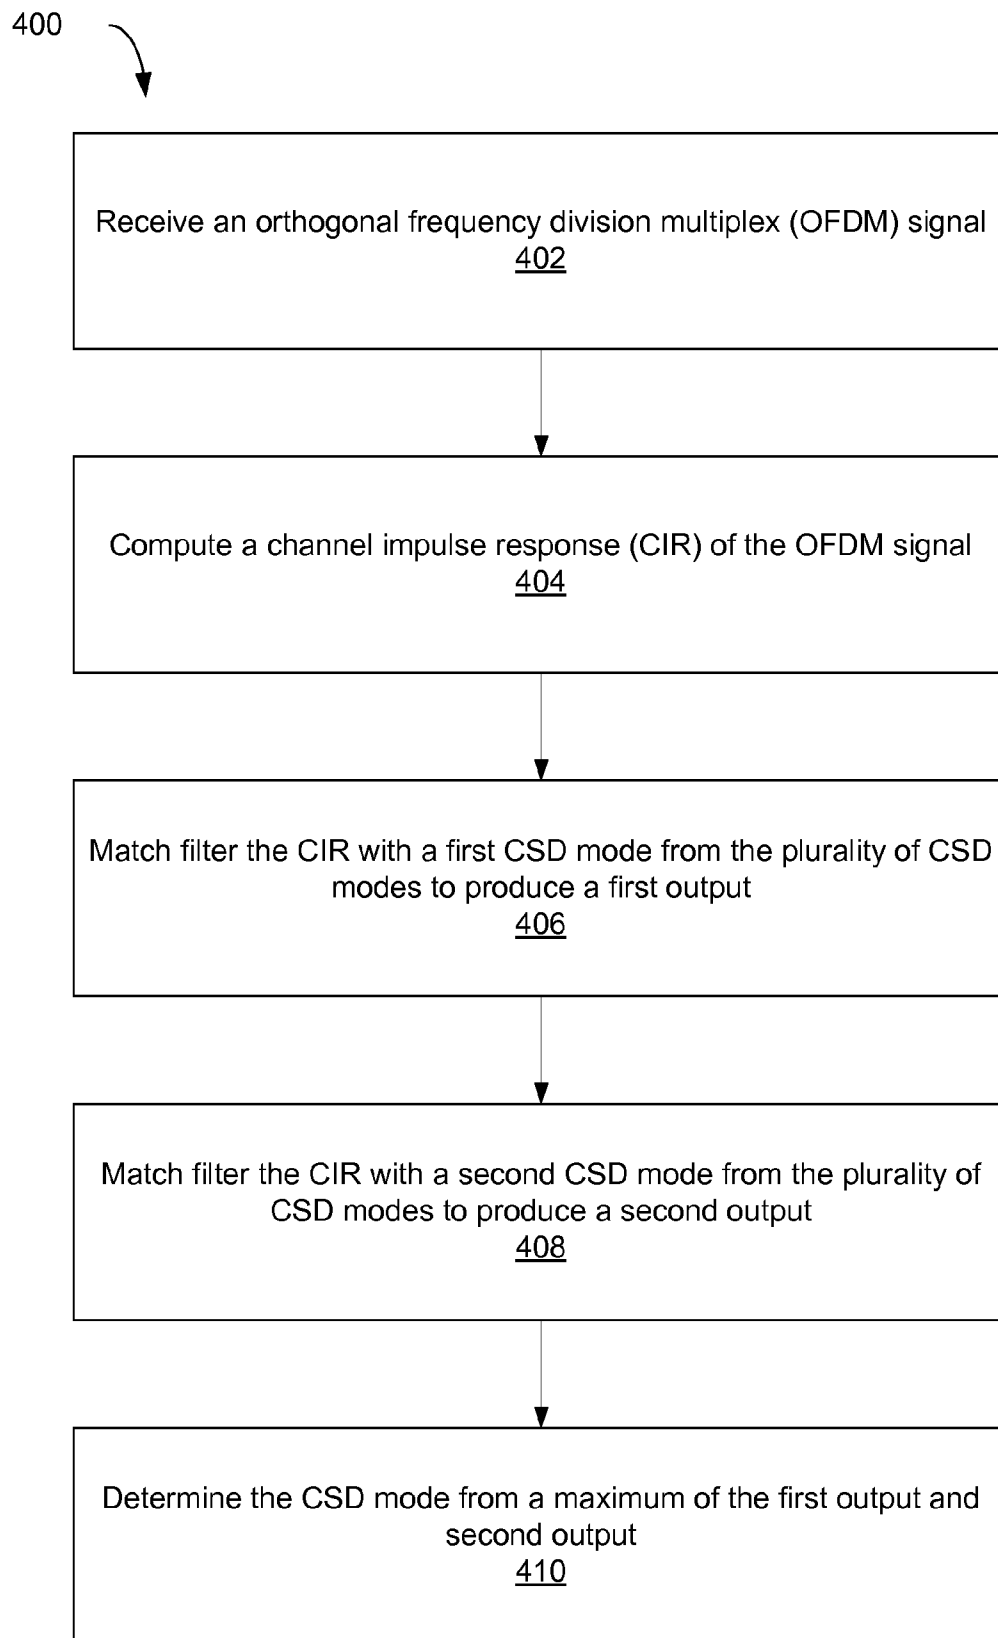 400
Receive an orthogonal frequency division multiplex (OFDM) signal
402
Compute a channel impulse response (CIR) of the OFDM signal
404
Match filter the CIR with a first CSD mode from the plurality of CSD
modes to produce a first output
406
Match filter the CIR with a second CSD mode from the plurality of
CSD modes to produce a second output
408
Determine the CSD mode from a maximum of the first output and
second output
410